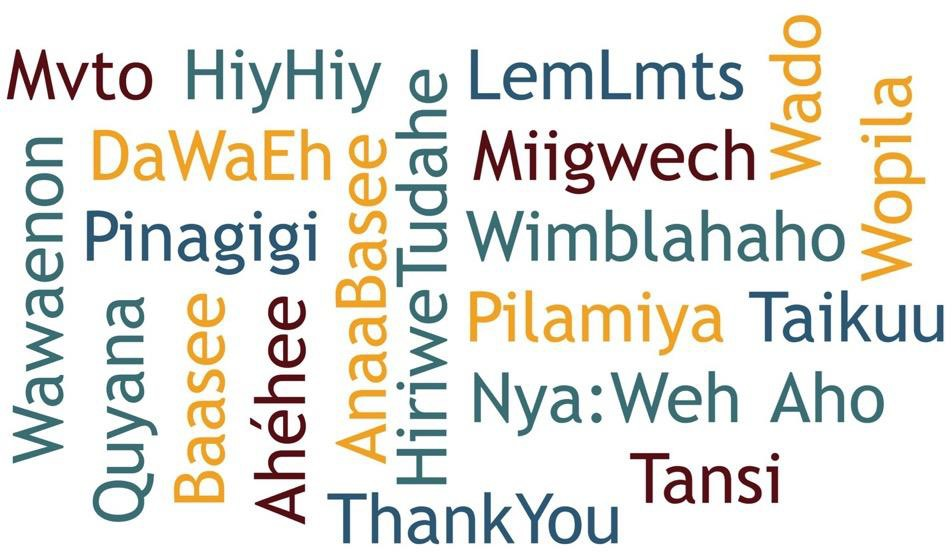 Mvto
HiyHiy
LemLmts
Wado
Wopila
DaWaEh
Miigwech
Wawaenon
Pinagigi
AnaaBasee
HiriweTudahe
Wimblahaho
Quyana
Baasee
Ahéhee
Pilamiya
Taikuu
Nya:Weh
Aho
Tansi
ThankYou